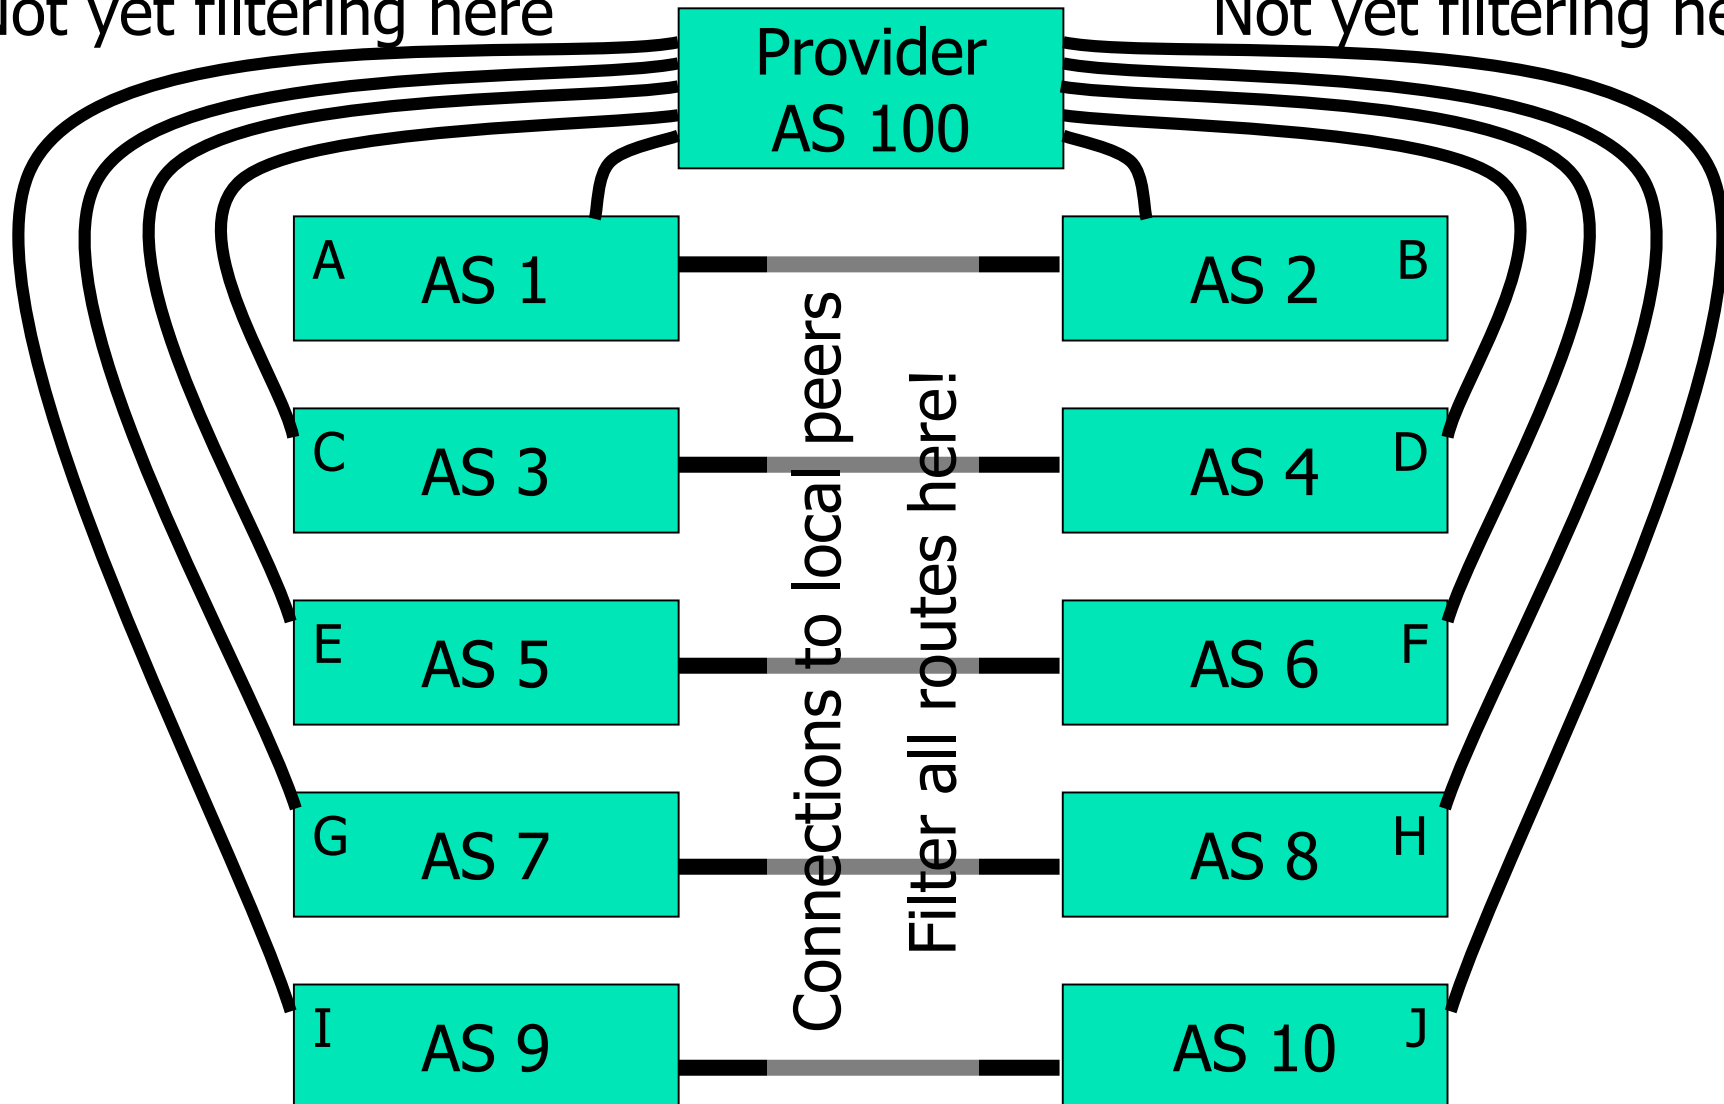 Not yet filtering here
Not yet filtering he
Provider
AS 100
A
AS 1
AS 2
B
C
AS 3
AS 4
D
E
AS 5
AS 6
F
G
AS 7
AS 8
H
I
AS 9
AS 10
J
Connections to local peers
Filter all routes here!